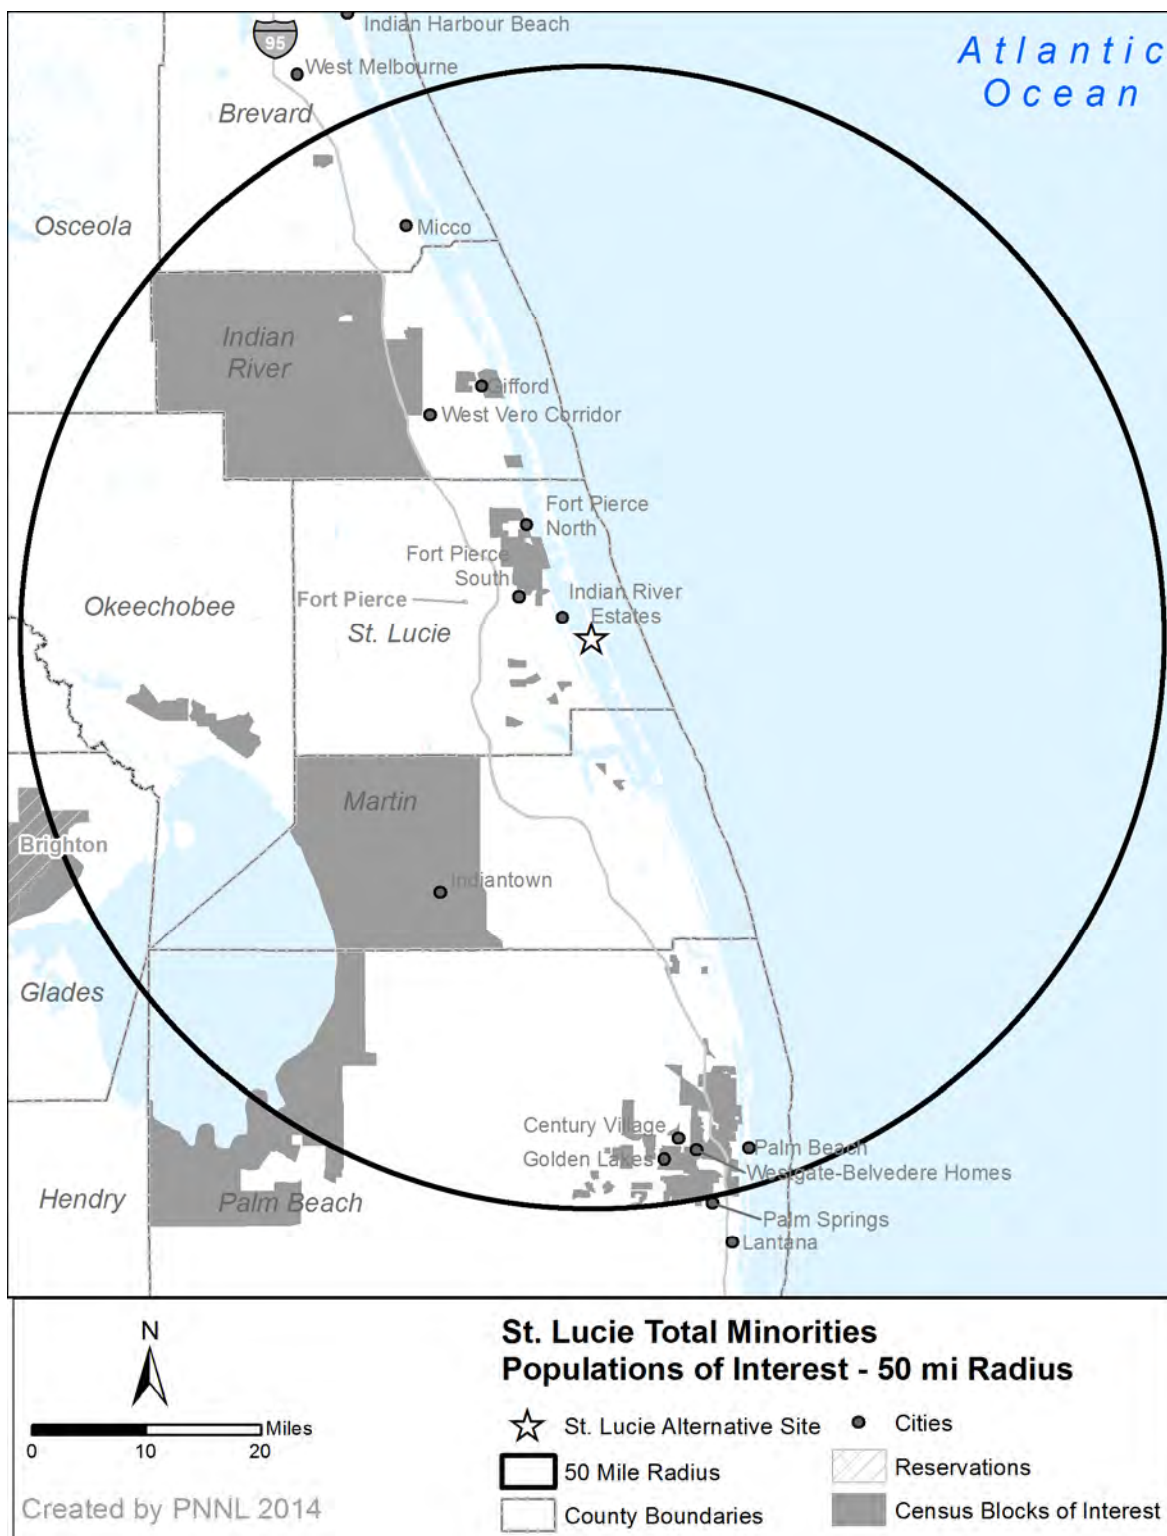 Indian Harbour Beach
95
West Melbourne
Atlantic
Ocean
Brevard
Osceola
Micco
Indian
River
Gifford
West Vero Corridor
Fort Pierce
North
Fort Pierce
South
Indian River
Estates
Fort Pierce
Okeechobee
St. Lucie
Martin
Brighton
Indiantown
Glades
Century Village
Palm Beach
Golden Lakes
Westgate-Belvedere Homes
Hendry
Palm Beach
Palm Springs
Lantana
N
Miles
0 10 20
Created by PNNL 2014
St. Lucie Total Minorities
Populations of Interest - 50 mi Radius
St. Lucie Alternative Site
Cities
50 Mile Radius
Reservations
County Boundaries
Census Blocks of Interest